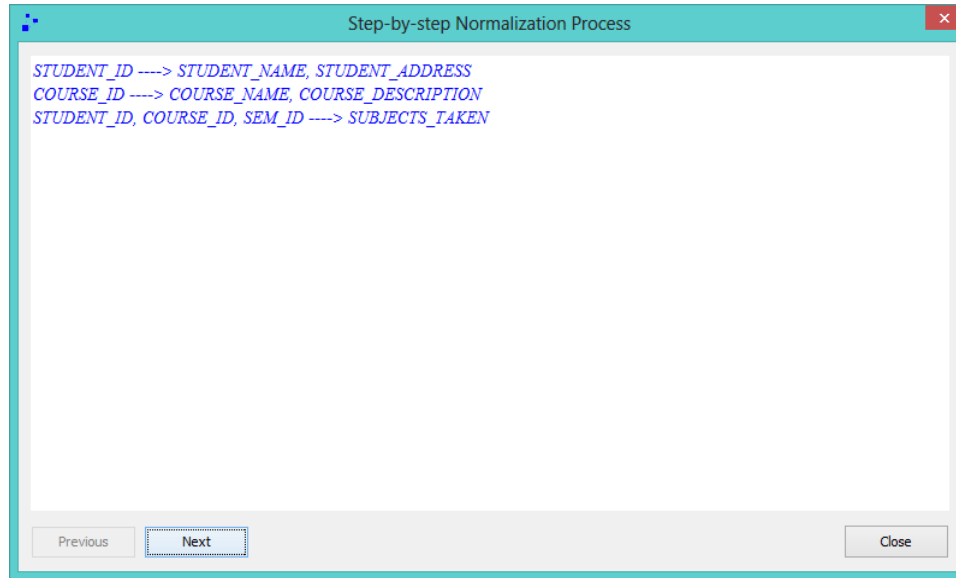 Step-by-step Normalization Process
STUDENT_ID ----> STUDENT_NAME, STUDENT_ADDRESS
COURSE_ID ----> COURSE_NAME, COURSE_DESCRIPTION
STUDENT_ID, COURSE_ID, SEM_ID ----> SUBJECTS_TAKEN
Previous Next Close